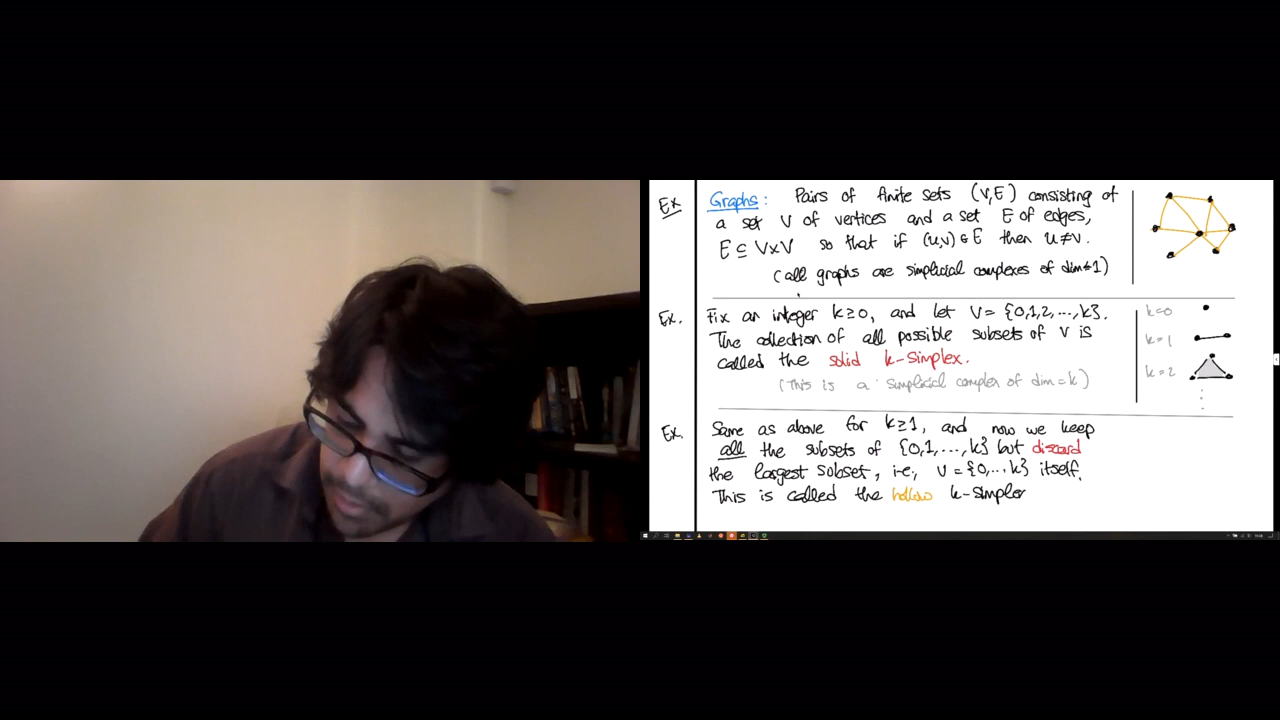 Ex Graphs: Pairs of finite sets (V,E) consisting of
a set V of vertices and a set E of edges,
E ⊆ V×V so that if (u,v) ∈ E then u≠v.
(all graphs are simplicial complexes of dim≤1)
Ex. Fix an integer k≥0, and let V = {0,1,2,...,k}.
The collection of all possible subsets of V is
called the solid k-simplex.
(This is a simplicial complex of dim=k)
k=0
k=1
k=2
Ex. Same as above for k≥1, and now we keep
all the subsets of {0,1,...,k} but discard
the largest subset, i.e., V={0,...,k} itself.
This is called the hollow k-simplex